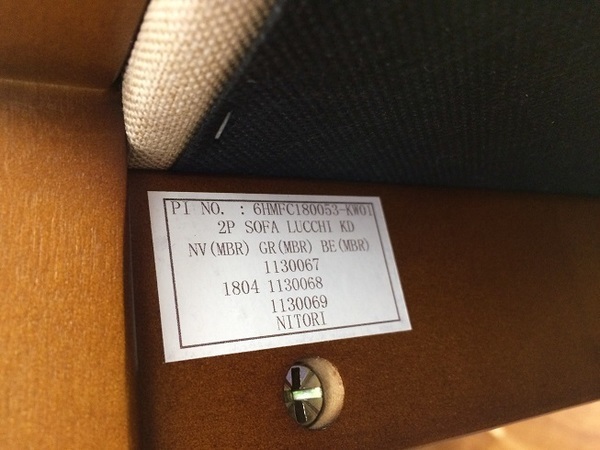 PI NO. : 6HMFC180053-KW01
2P SOFA LUCCHI KD
NV(MBR) GR(MBR) BE(MBR)
1130067
1804 1130068
1130069
NITORI